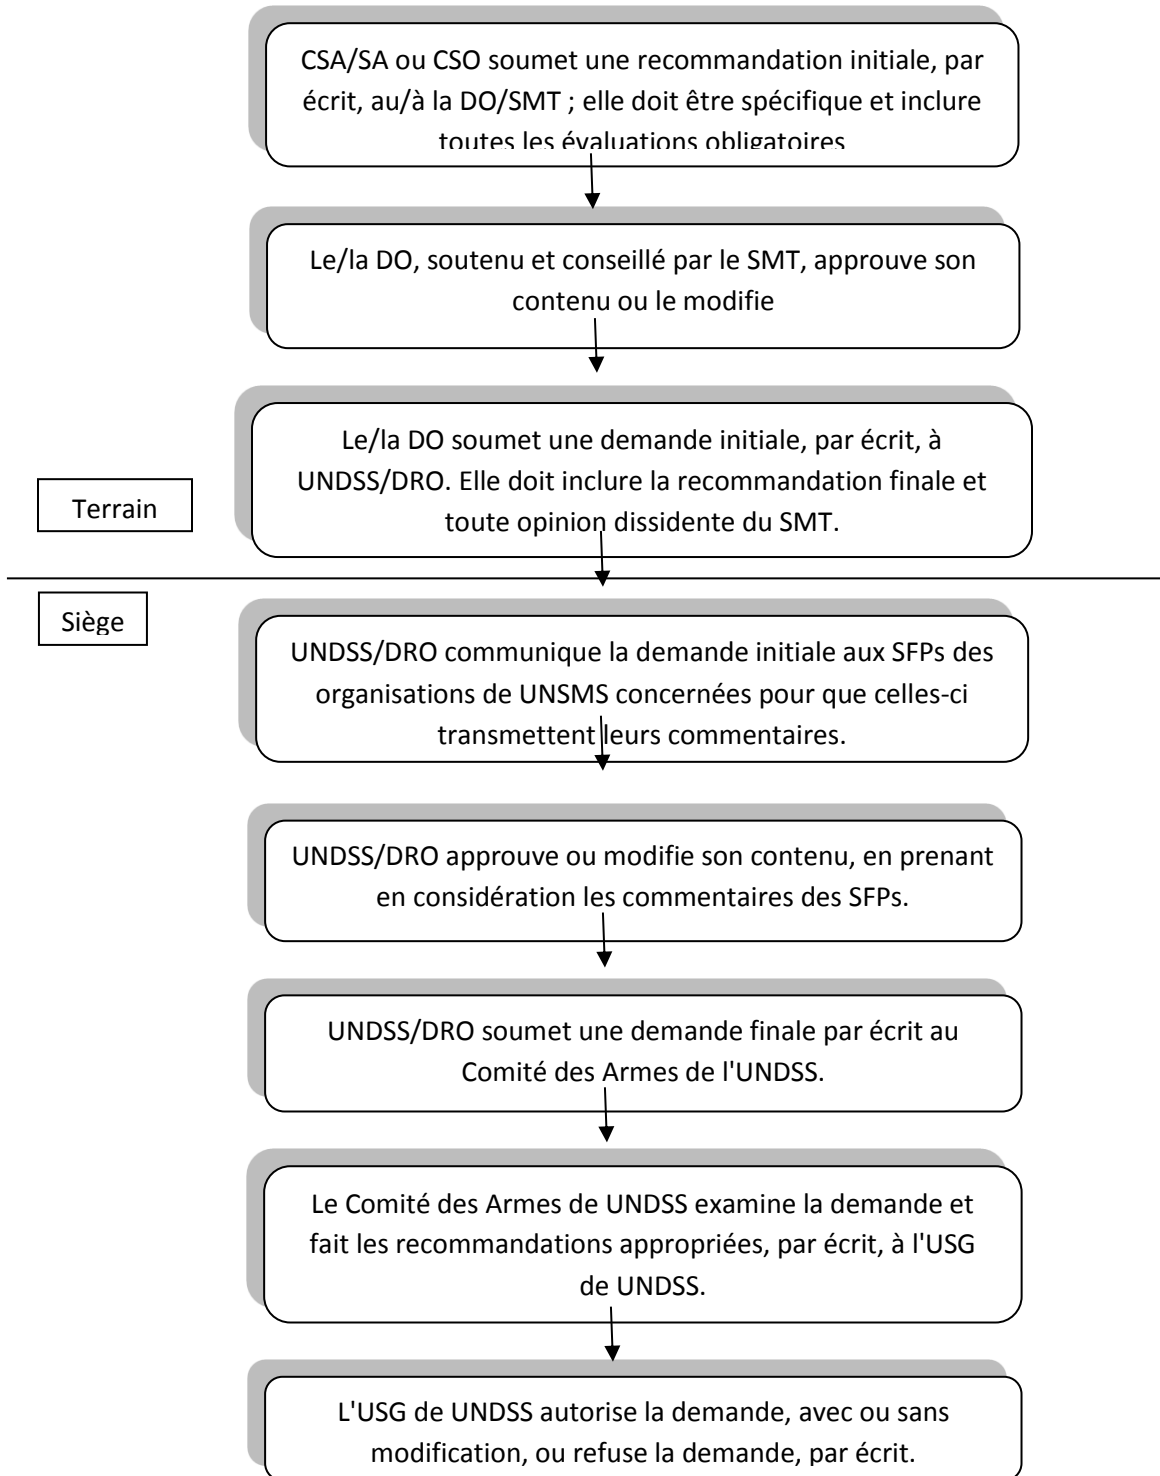 CSA/SA ou CSO soumet une recommandation initiale, par
écrit, au/à la DO/SMT ; elle doit être spécifique et inclure
toutes les évaluations obligatoires
Le/la DO, soutenu et conseillé par le SMT, approuve son
contenu ou le modifie
Le/la DO soumet une demande initiale, par écrit, à
UNDSS/DRO. Elle doit inclure la recommandation finale et
toute opinion dissidente du SMT.
Terrain
Siège
UNDSS/DRO communique la demande initiale aux SFPs des
organisations de UNSMS concernées pour que celles-ci
transmettent leurs commentaires.
UNDSS/DRO approuve ou modifie son contenu, en prenant
en considération les commentaires des SFPs.
UNDSS/DRO soumet une demande finale par écrit au
Comité des Armes de l'UNDSS.
Le Comité des Armes de UNDSS examine la demande et
fait les recommandations appropriées, par écrit, à l'USG
de UNDSS.
L'USG de UNDSS autorise la demande, avec ou sans
modification, ou refuse la demande, par écrit.